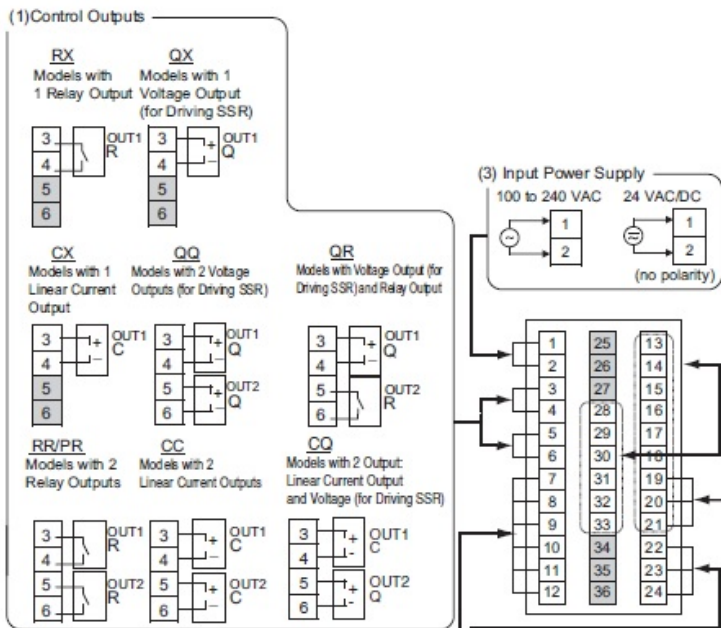 (1)Control Outputs
RX
Models with
1 Relay Output
3
4
5
6
OUT1
R
QX
Models with 1
Voltage Output
(for Driving SSR)
3
4
5
6
+
−
OUT1
Q
CX
Models with 1
Linear Current
Output
3
4
5
6
+
−
OUT1
C
QQ
Models with 2 Voltage
Outputs (for Driving SSR)
3
4
5
6
+
−
OUT1
Q
+
−
OUT2
Q
QR
Models with Voltage Output (for
Driving SSR) and Relay Output
3
4
5
6
+
−
OUT1
Q
OUT2
R
RR/PR
Models with 2
Relay Outputs
3
4
5
6
OUT1
R
OUT2
R
CC
Models with 2
Linear Current Outputs
3
4
5
6
+
−
OUT1
C
+
−
OUT2
C
CQ
Models with 2 Output:
Linear Current Output
and Voltage (for Driving SSR)
3
4
5
6
+
-
OUT1
C
+
-
OUT2
Q
(3) Input Power Supply
100 to 240 VAC
1
2
24 VAC/DC
1
2
(no polarity)
1 25 13
2 26 14
3 27 15
4 28 16
5 29 17
6 30 18
7 31 19
8 32 20
9 33 21
10 34 22
11 35 23
12 36 24